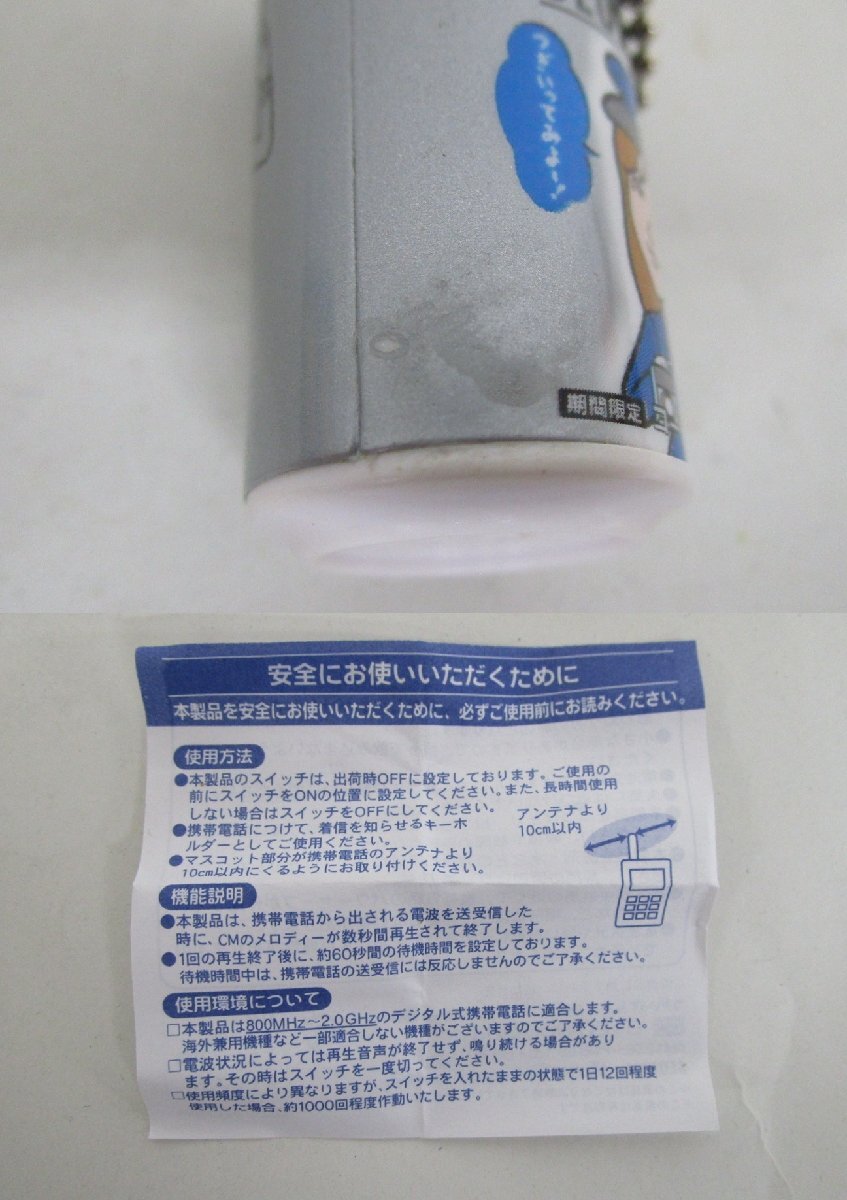 つぎいってみよ~!
期間限定
安全にお使いいただくために
本製品を安全にお使いいただくために、必ずご使用前にお読みください。
使用方法
●本製品のスイッチは、出荷時OFFに設定しております。ご使用の
前にスイッチをONの位置に設定してください。また、長時間使用
しない場合はスイッチをOFFにしてください。
●携帯電話につけて、着信を知らせるキーホ
ルダーとしてご使用ください。
●マスコット部分が携帯電話のアンテナより
10cm以内にくるようにお取り付けください。
アンテナより
10cm以内
機能説明
●本製品は、携帯電話から出される電波を送受信した
時に、CMのメロディーが数秒間再生されて終了します。
●1回の再生終了後に、約60秒間の待機時間を設定しております。
待機時間中は、携帯電話の送受信には反応しませんのでご了承ください。
使用環境について
□本製品は800MHz~2.0GHzのデジタル式携帯電話に適合します。
海外兼用機種など一部適合しない機種がございますのでご了承ください。
□電波状況によっては再生音声が終了せず、鳴り続ける場合があり
ます。その時はスイッチを一度切ってください。
□使用頻度により異なりますが、スイッチを入れたままの状態で1日12回程度
使用した場合、約1000回程度作動いたします。